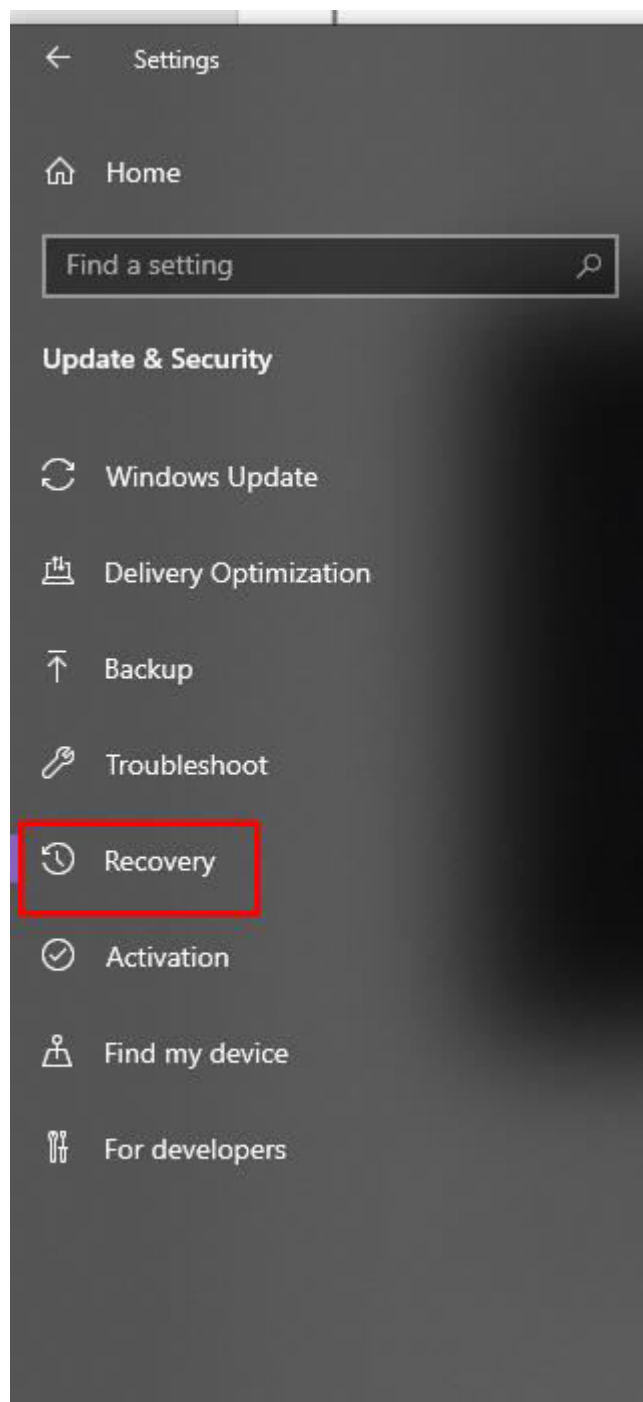 Settings
Home
Find a setting
Update & Security
Windows Update
Delivery Optimization
Backup
Troubleshoot
Recovery
Activation
Find my device
For developers